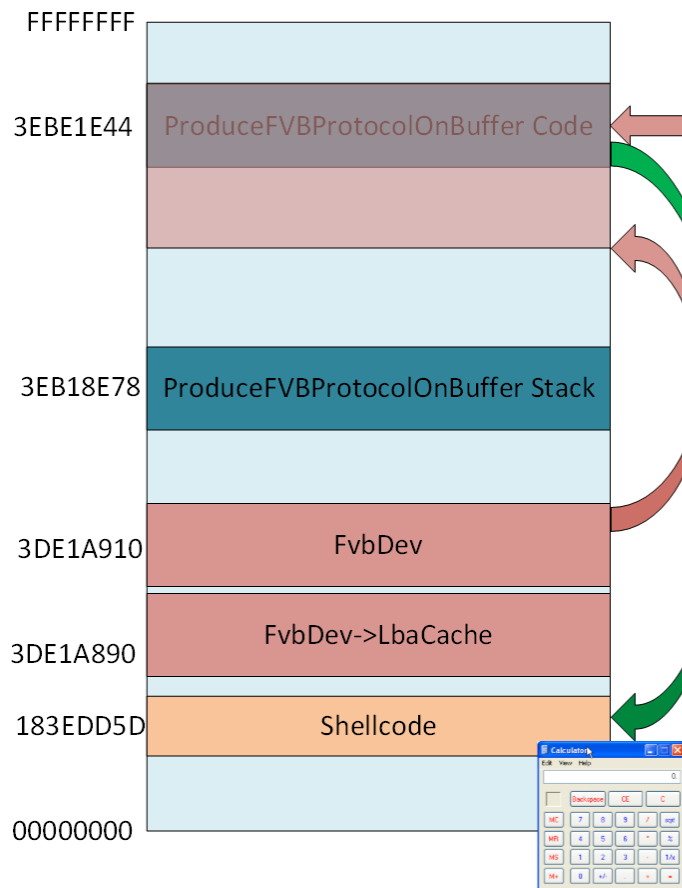 FFFFFFFF
3EBE1E44 ProduceFVBProtocolOnBuffer Code
3EB18E78 ProduceFVBProtocolOnBuffer Stack
3DE1A910 FvbDev
3DE1A890 FvbDev->LbaCache
183EDD5D Shellcode
00000000
Calculator
Edit View Help
0.
Backspace CE C
MC 7 8 9 / sqrt
MR 4 5 6 * %
MS 1 2 3 - 1/x
M+ 0 +/- . + =